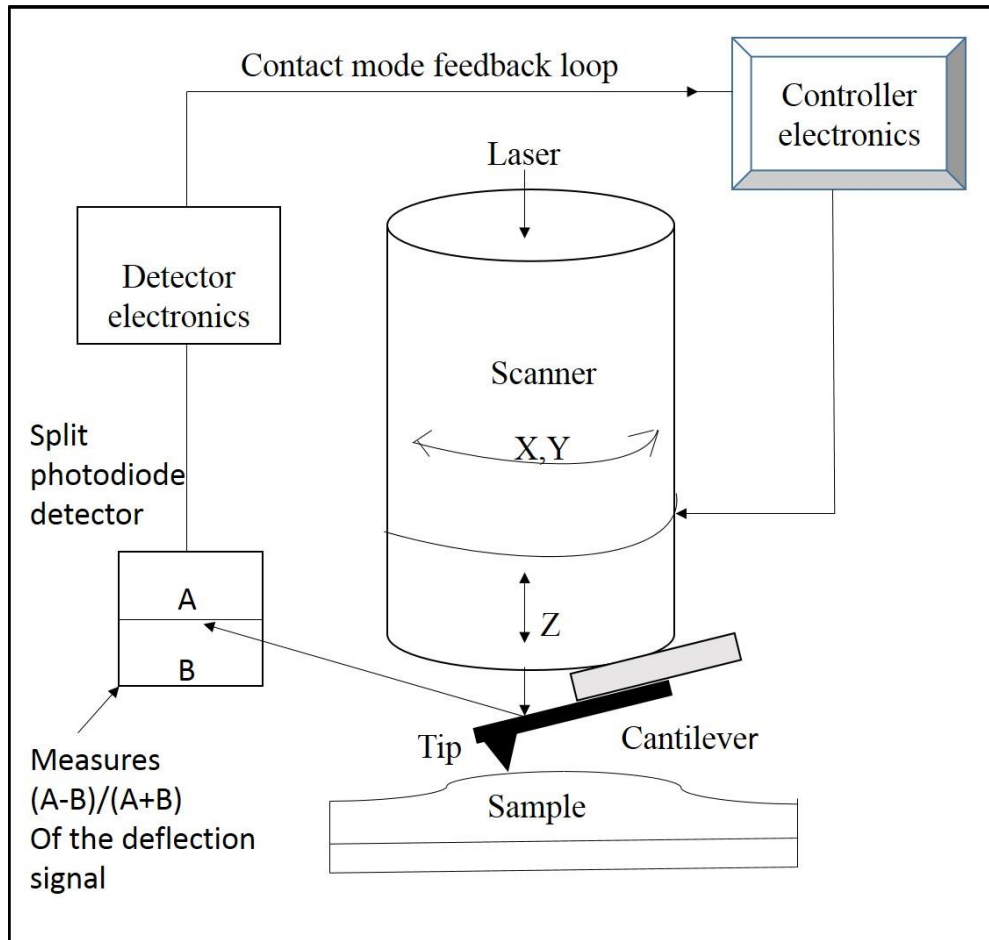 Contact mode feedback loop
Controller
electronics
Laser
Detector
electronics
Scanner
X,Y
Split
photodiode
detector
A
B
Z
Tip
Cantilever
Sample
Measures
(A-B)/(A+B)
Of the deflection
signal